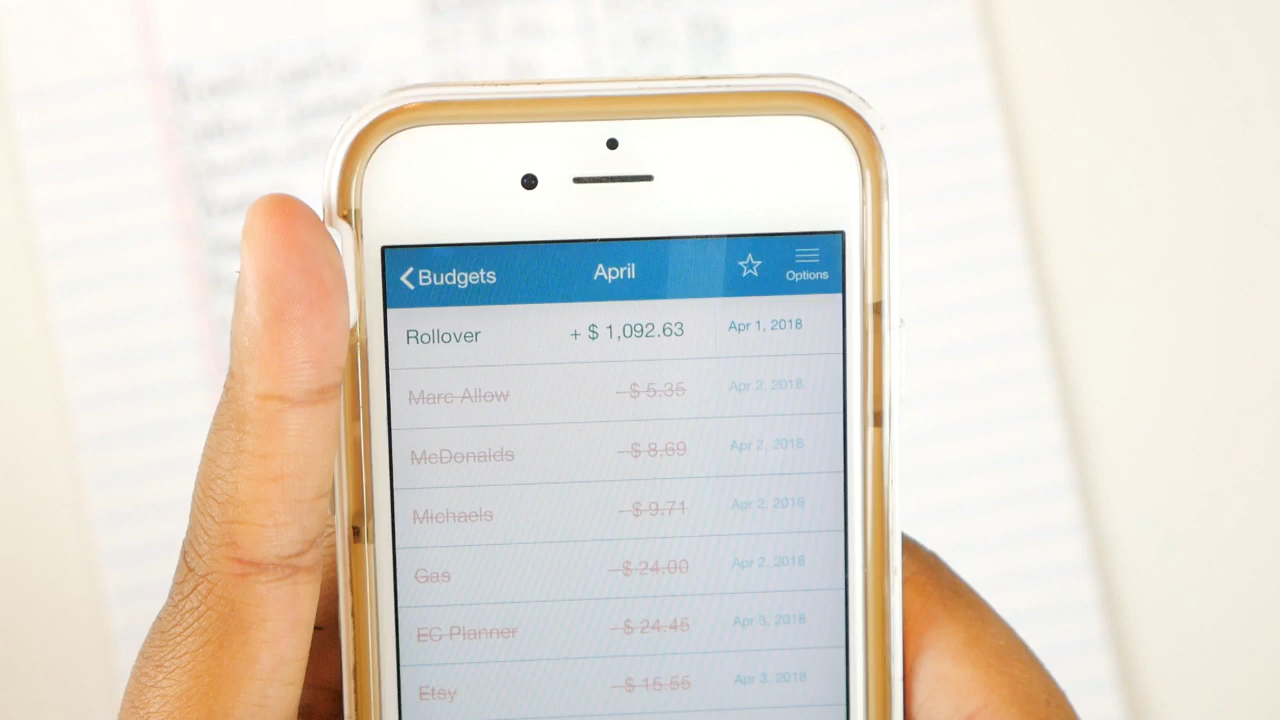 Budgets April Options
Rollover + $ 1,092.63 Apr 1, 2018
Marc Allow -$ 5.35 Apr 2, 2018
McDonalds -$ 8.69 Apr 2, 2018
Michaels -$ 9.71 Apr 2, 2018
Gas -$ 24.00 Apr 2, 2018
EC Planner -$ 24.45 Apr 3, 2018
Etsy -$ 15.55 Apr 3, 2018